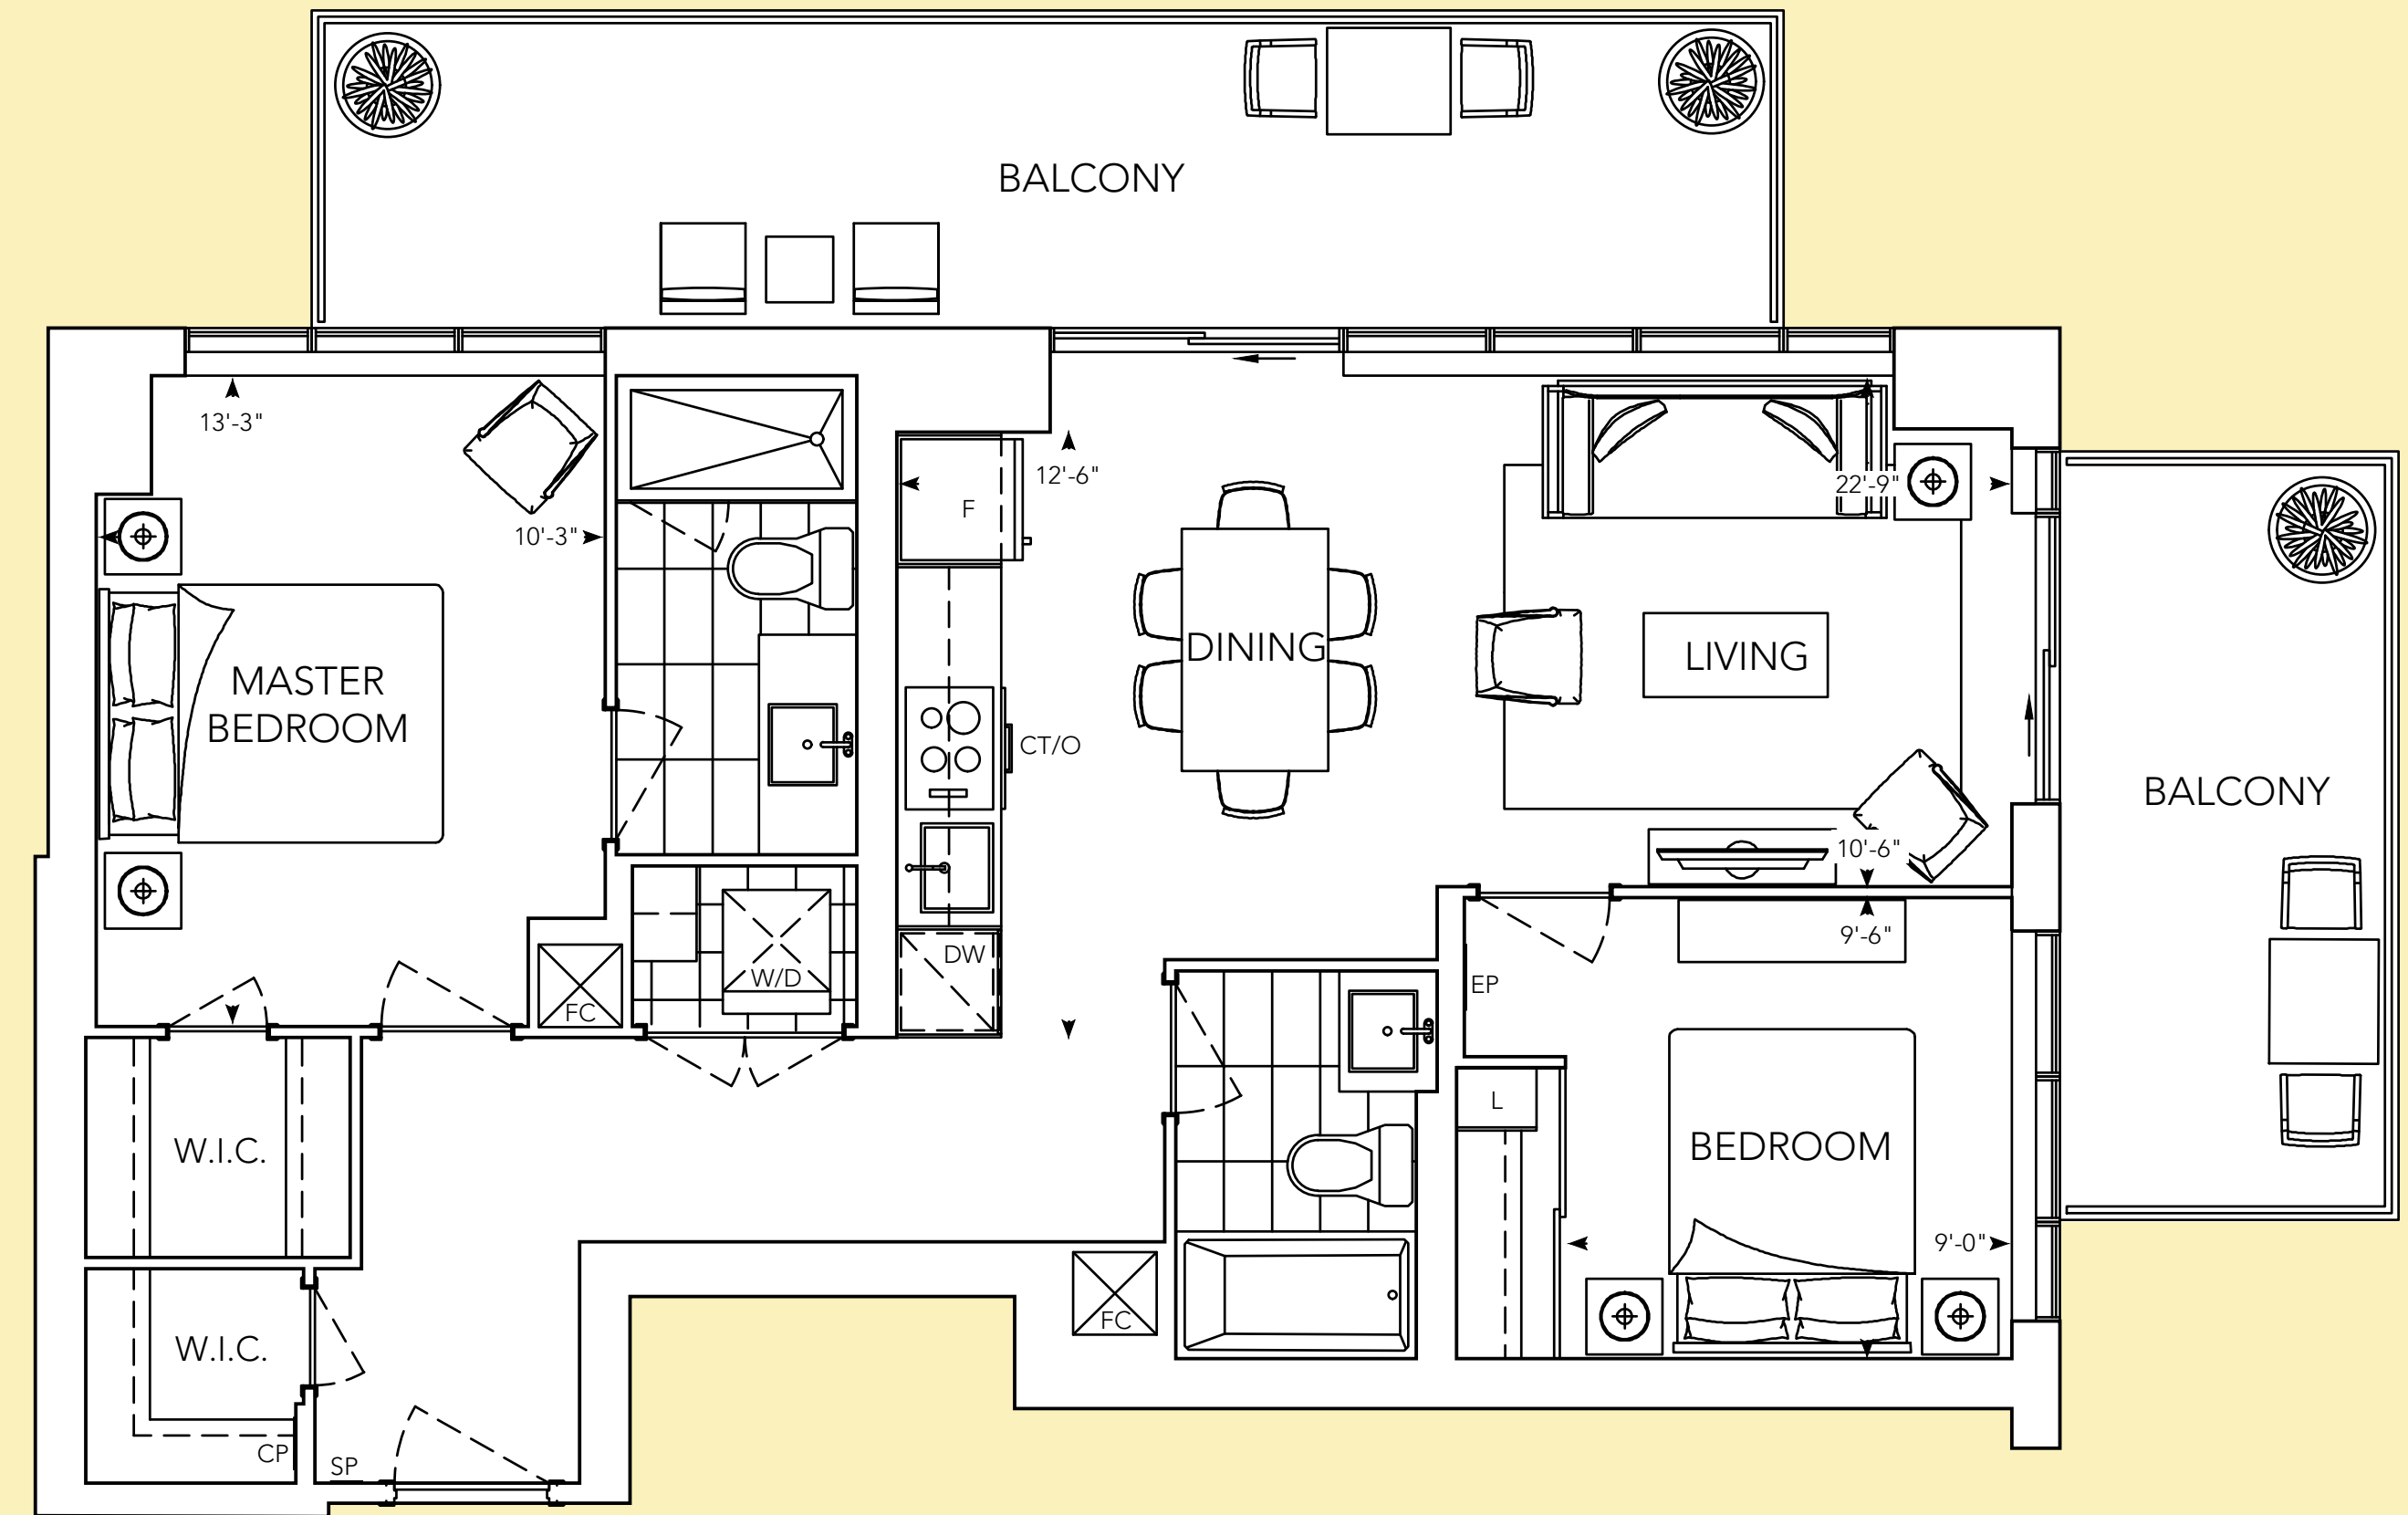 BALCONY
13'-3"
12'-6"
22'-9"
F
10'-3"
DINING
LIVING
MASTER
BEDROOM
CT/O
BALCONY
10'-6"
9'-6"
DW
W/D
EP
FC
L
W.I.C.
BEDROOM
9'-0"
FC
W.I.C.
CP
SP